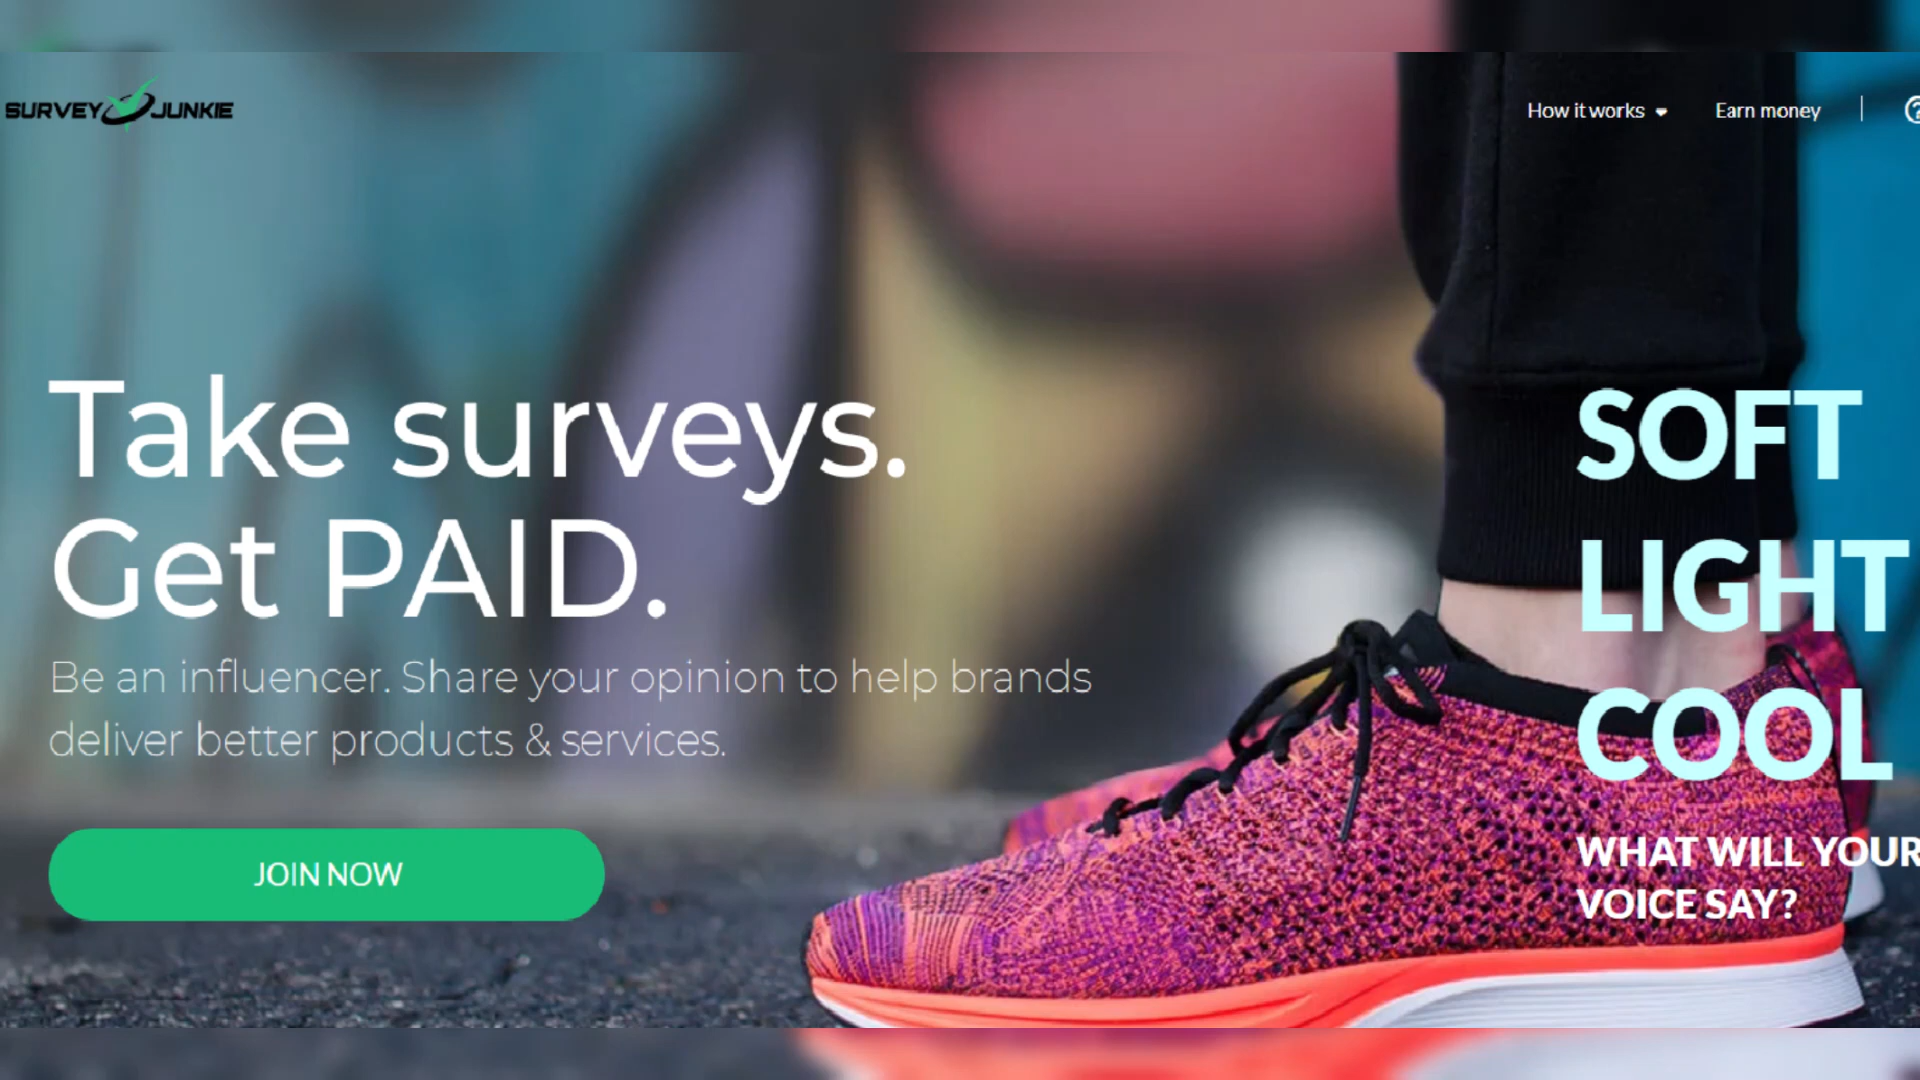 SURVEY JUNKIE
How it works
Earn money
Take surveys.
Get PAID.
Be an influencer. Share your opinion to help brands
deliver better products & services.
JOIN NOW
SOFT
LIGHT
COOL
WHAT WILL YOUR
VOICE SAY?